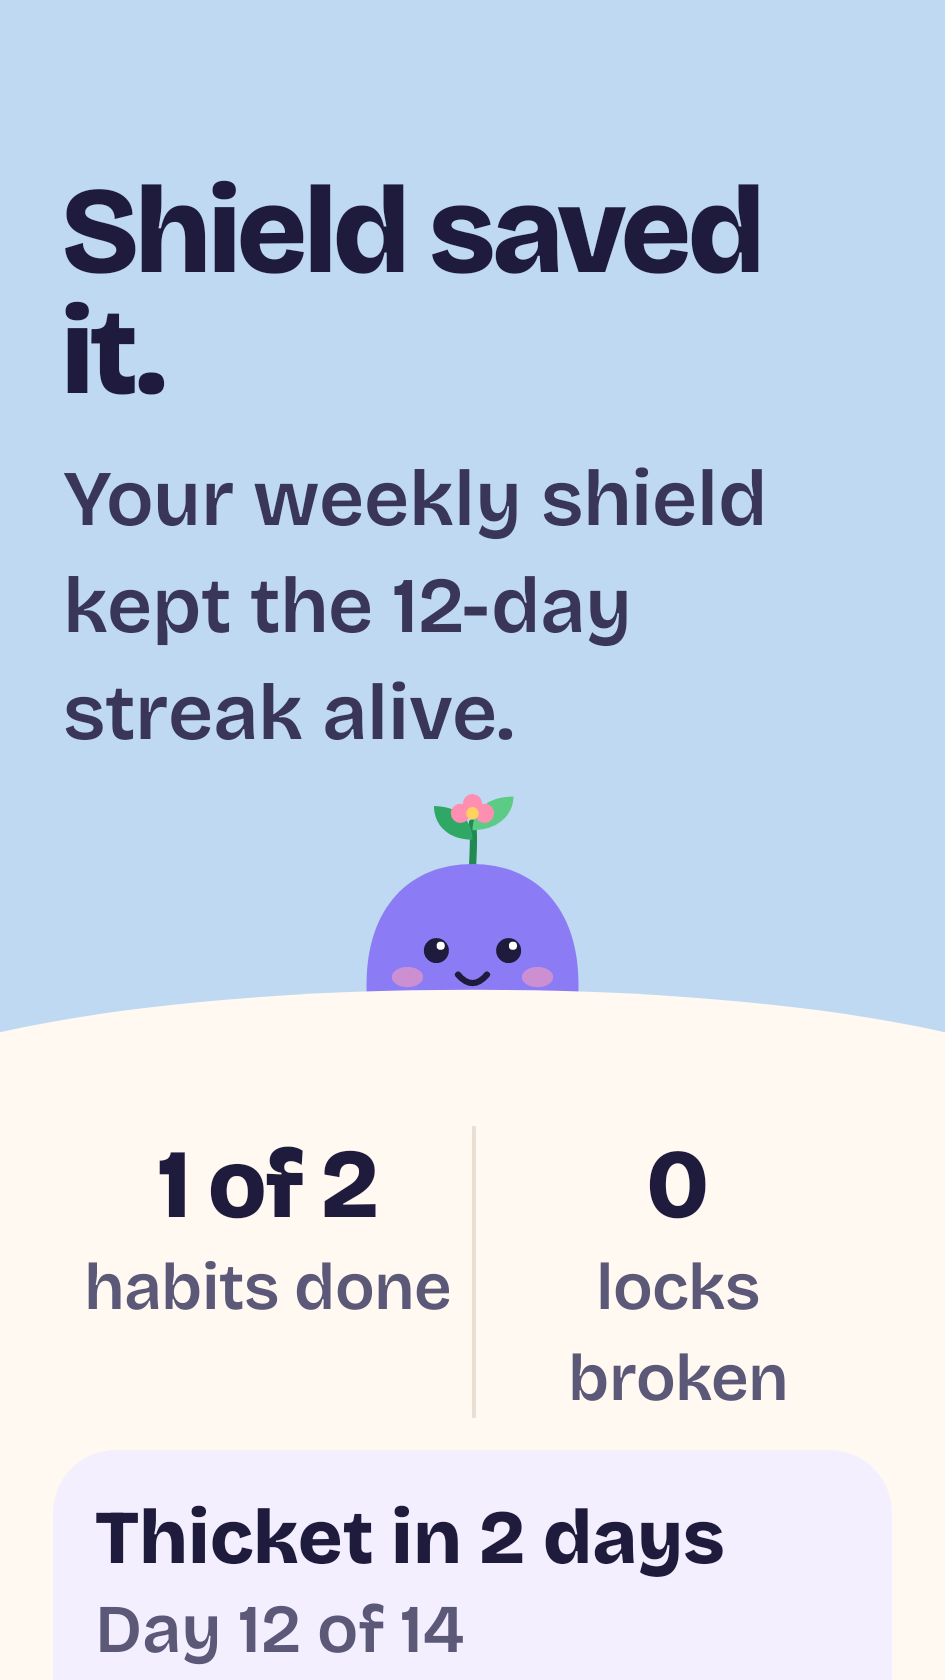 Shield saved
it.
Your weekly shield
kept the 12-day
streak alive.
1 of 2
habits done
0
locks
broken
Thicket in 2 days
Day 12 of 14